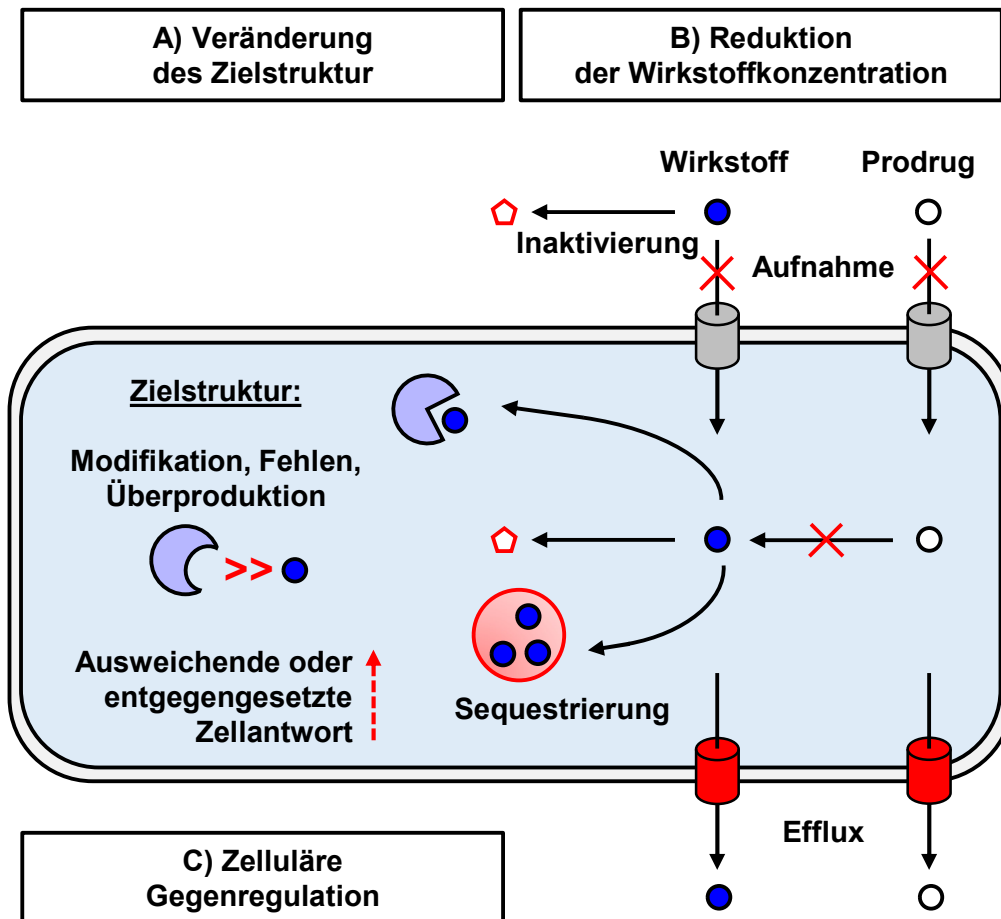 A) Veränderung
des Zielstruktur
B) Reduktion
der Wirkstoffkonzentration
Wirkstoff
Prodrug
Inaktivierung
Aufnahme
Zielstruktur:
Modifikation, Fehlen,
Überproduktion
>>
Ausweichende oder
entgegengesetzte
Zellantwort
Sequestrierung
Efflux
C) Zelluläre
Gegenregulation